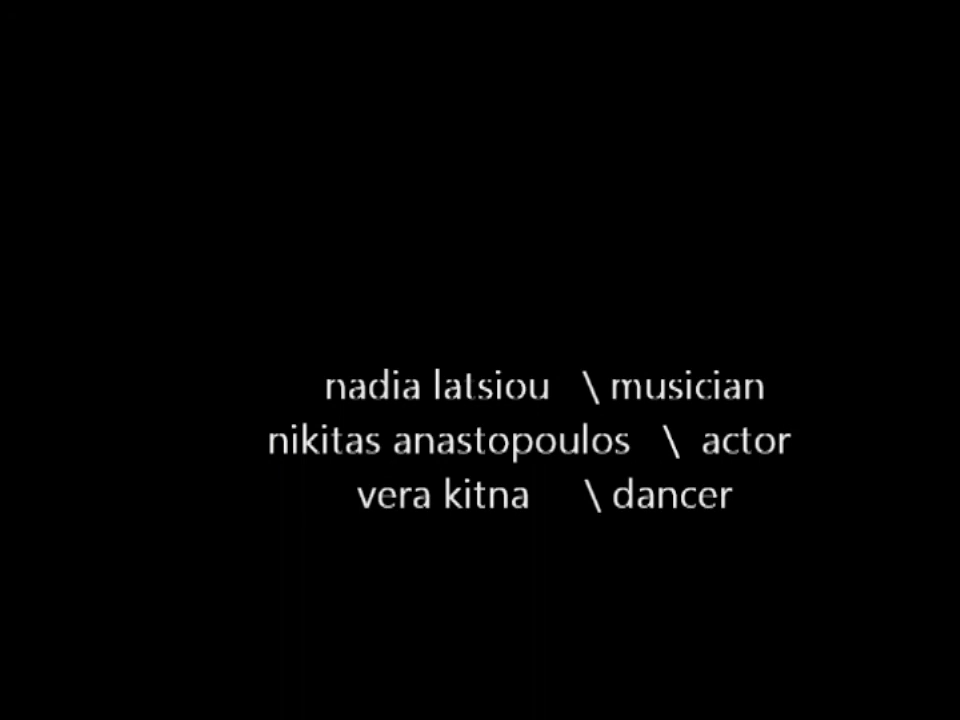 nadia latsiou \ musician
nikitas anastopoulos \ actor
vera kitna \ dancer